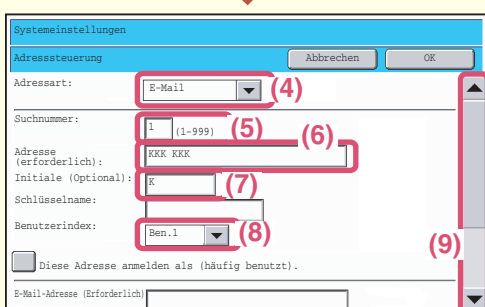 Systemeinstellungen
Adresssteuerung Abbrechen OK
Adressart: E-Mail (4)
Suchnummer: 1 (1-999) (5)
Adresse (6)
(erforderlich): KKK KKK
Initiale (Optional): K (7)
Schlüsselname:
Benutzerindex: Ben.1 (8)
(9)
Diese Adresse anmelden als (häufig benutzt).
E-Mail-Adresse (Erforderlich)